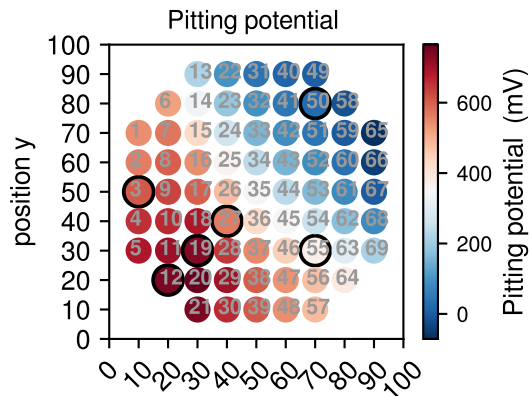 Pitting potential
100
90 13 22 31 40 49
80 6 14 23 32 41 50 58
70 1 7 15 24 33 42 51 59 65
60 2 8 16 25 34 43 52 60 66
50 3 9 17 26 35 44 53 61 67
40 4 10 18 27 36 45 54 62 68
30 5 11 19 28 37 46 55 63 69
20 12 20 29 38 47 56 64
10 21 30 39 48 57
0
position y
0 10 20 30 40 50 60 70 80 90 100
600
400
200
0
Pitting potential (mV)